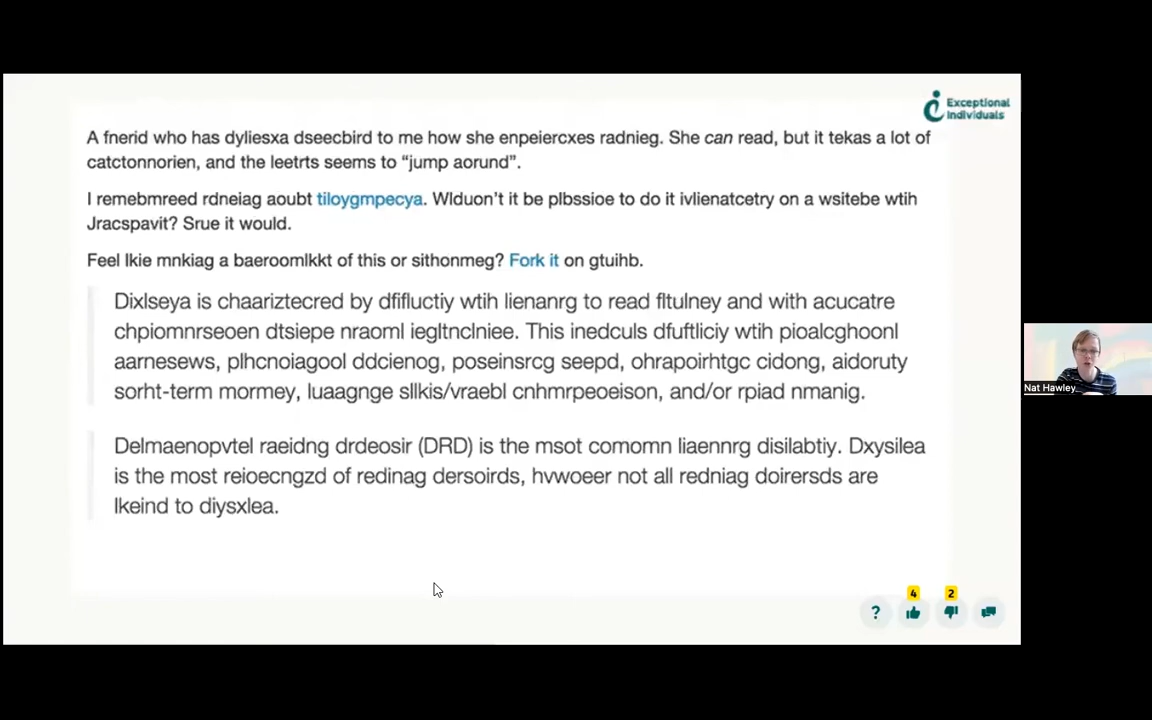 Exceptional
Individuals
A fnerid who has dyliesxa dseecbird to me how she enpeiercxes radnieg. She can read, but it tekas a lot of
catctonnorien, and the leetrts seems to “jump aorund”.
I remebmreed rdneiag aoubt tiloygmpecya. Wlduon’t it be plbssioe to do it ivlienatcetry on a wsitebe wtih
Jracspavit? Srue it would.
Feel lkie mnkiag a baeroomlkkt of this or sithonmeg? Fork it on gtuihb.
Dixlseya is chaariztecred by dfifluctiy wtih lienanrg to read fltulney and with acucatre
chpiomnrseoen dtsiepe nraoml iegltnclniee. This inedculs dfuftliciy wtih pioalcghoonl
aarnesews, plhcnoiagool ddcienog, poseinsrcg seepd, ohrapoirhtgc cidong, aidoruty
sorht-term mormey, luaagnge sllkis/vraebl cnhmrpeoeison, and/or rpiad nmanig.
Delmaenopvtel raeidng drdeosir (DRD) is the msot comomn liaennrg disilabtiy. Dxysilea
is the most reioecngzd of redinag dersoirds, hvwoeer not all redniag doirersds are
lkeind to diysxlea.
4 2
?
Nat Hawley